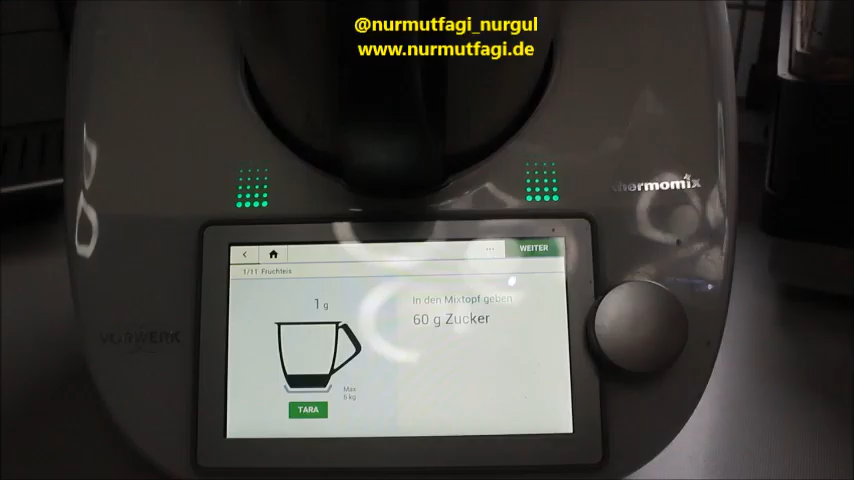 @nurmutfagi_nurgul
www.nurmutfagi.de
thermomix
WEITER
1/11 Fruchteis
1 g
In den Mixtopf geben
60 g Zucker
Max
6 kg
TARA
VORWERK